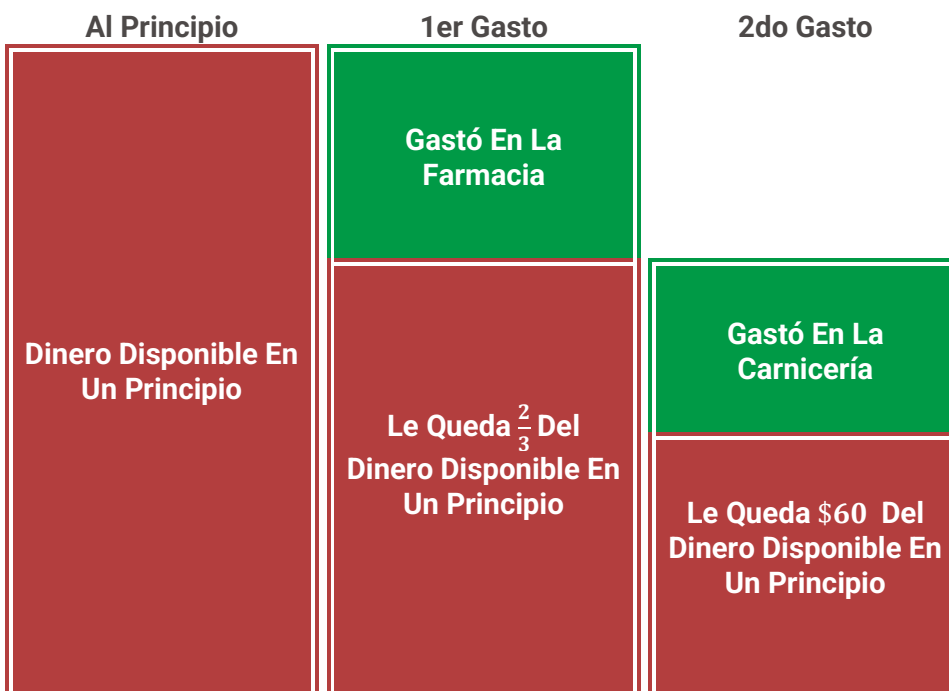 Al Principio
1er Gasto
2do Gasto
Dinero Disponible En
Un Principio
Gastó En La
Farmacia
Le Queda 2/3 Del
Dinero Disponible En
Un Principio
Gastó En La
Carnicería
Le Queda $60 Del
Dinero Disponible En
Un Principio